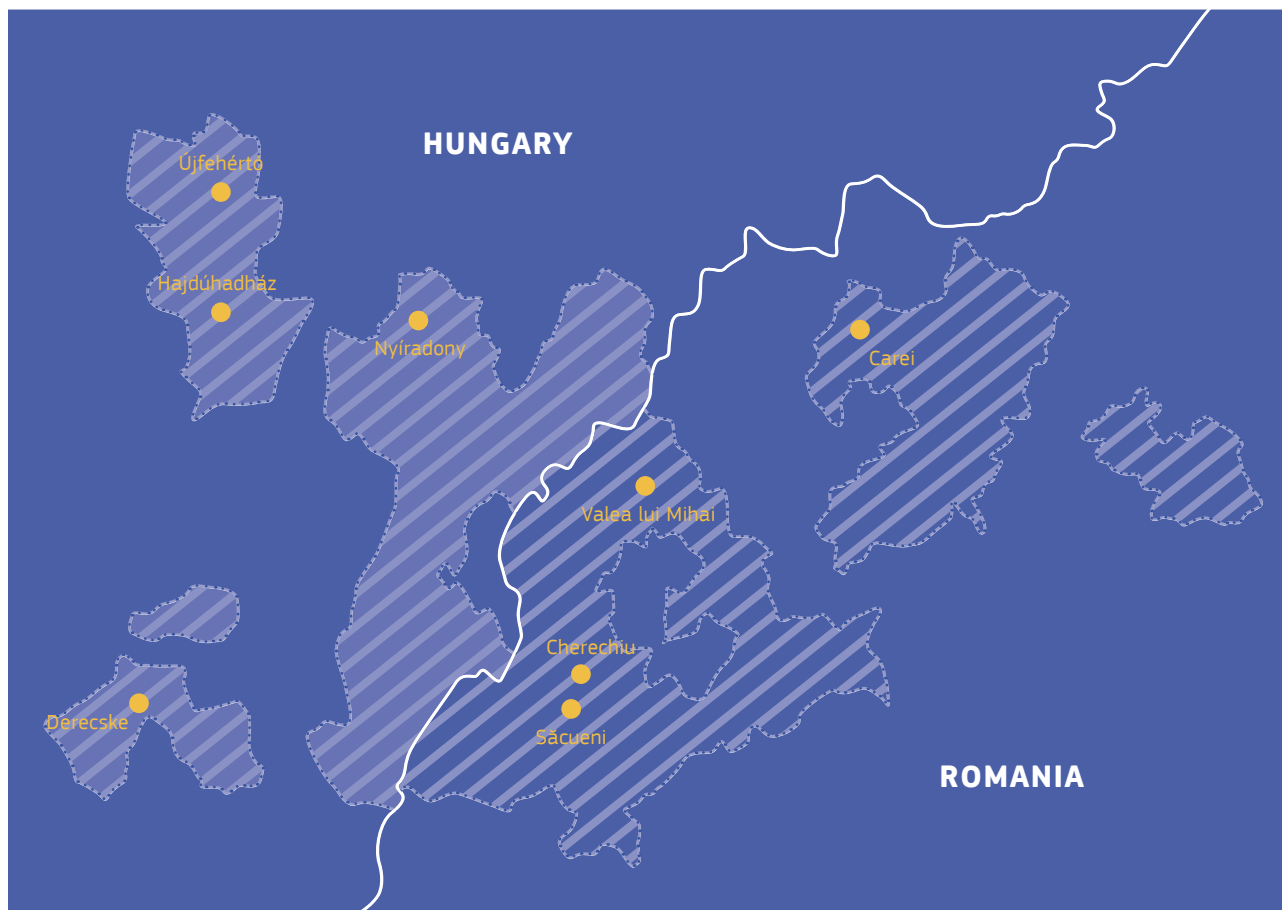 HUNGARY
Újfehértó
Hajdúhadház
Nyíradony
Carei
Valea lui Mihai
Cherechiu
Derecske
Săcueni
ROMANIA